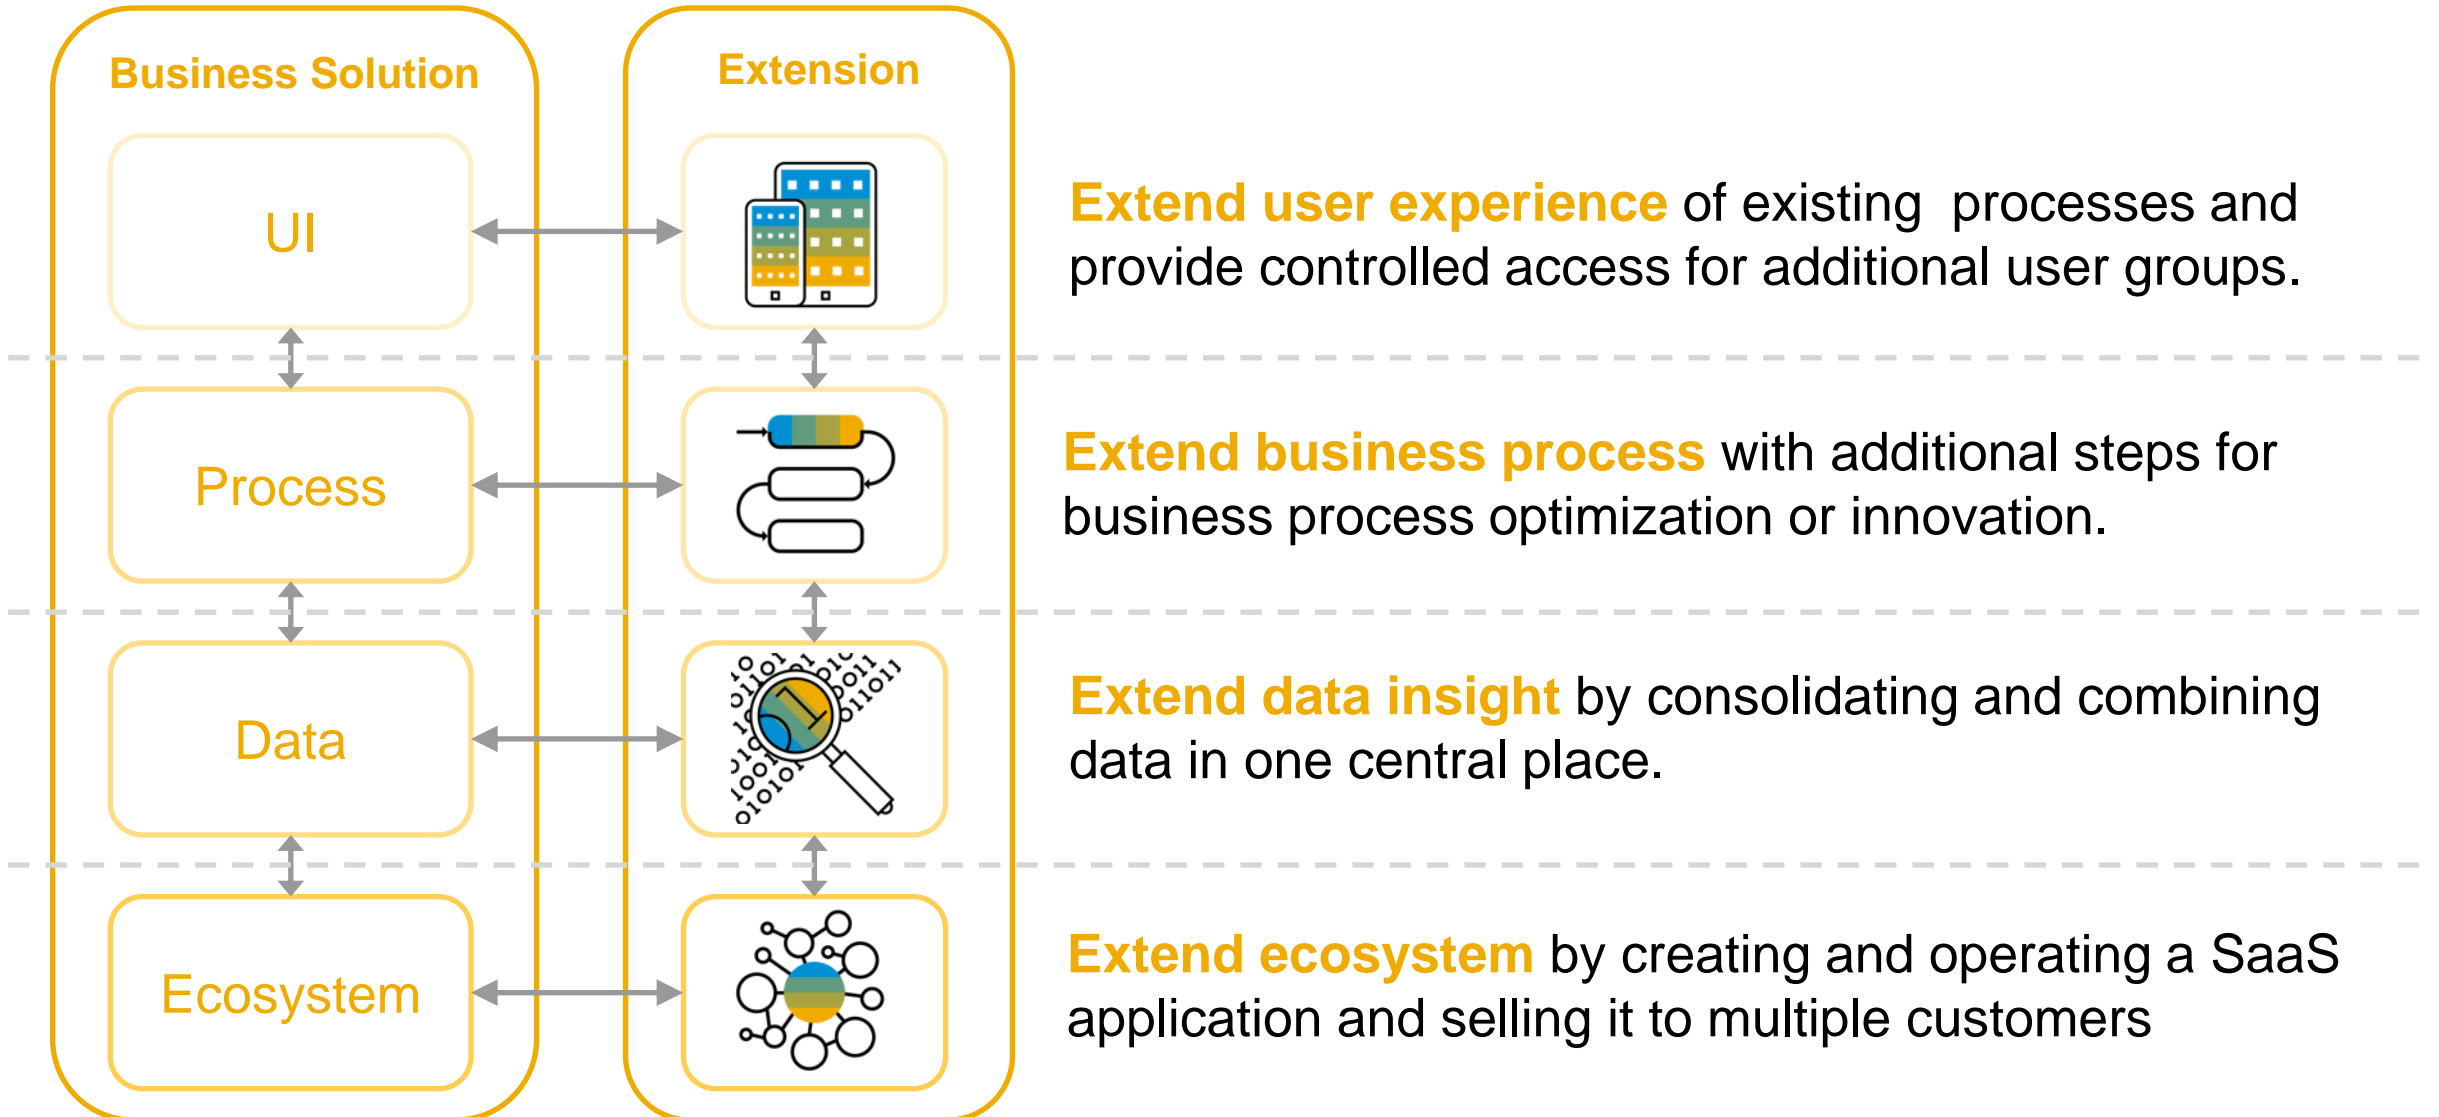 Business Solution
Extension
UI
Extend user experience of existing  processes and
provide controlled access for additional user groups.
Process
Extend business process with additional steps for
business process optimization or innovation.
Data
Extend data insight by consolidating and combining
data in one central place.
Ecosystem
Extend ecosystem by creating and operating a SaaS
application and selling it to multiple customers